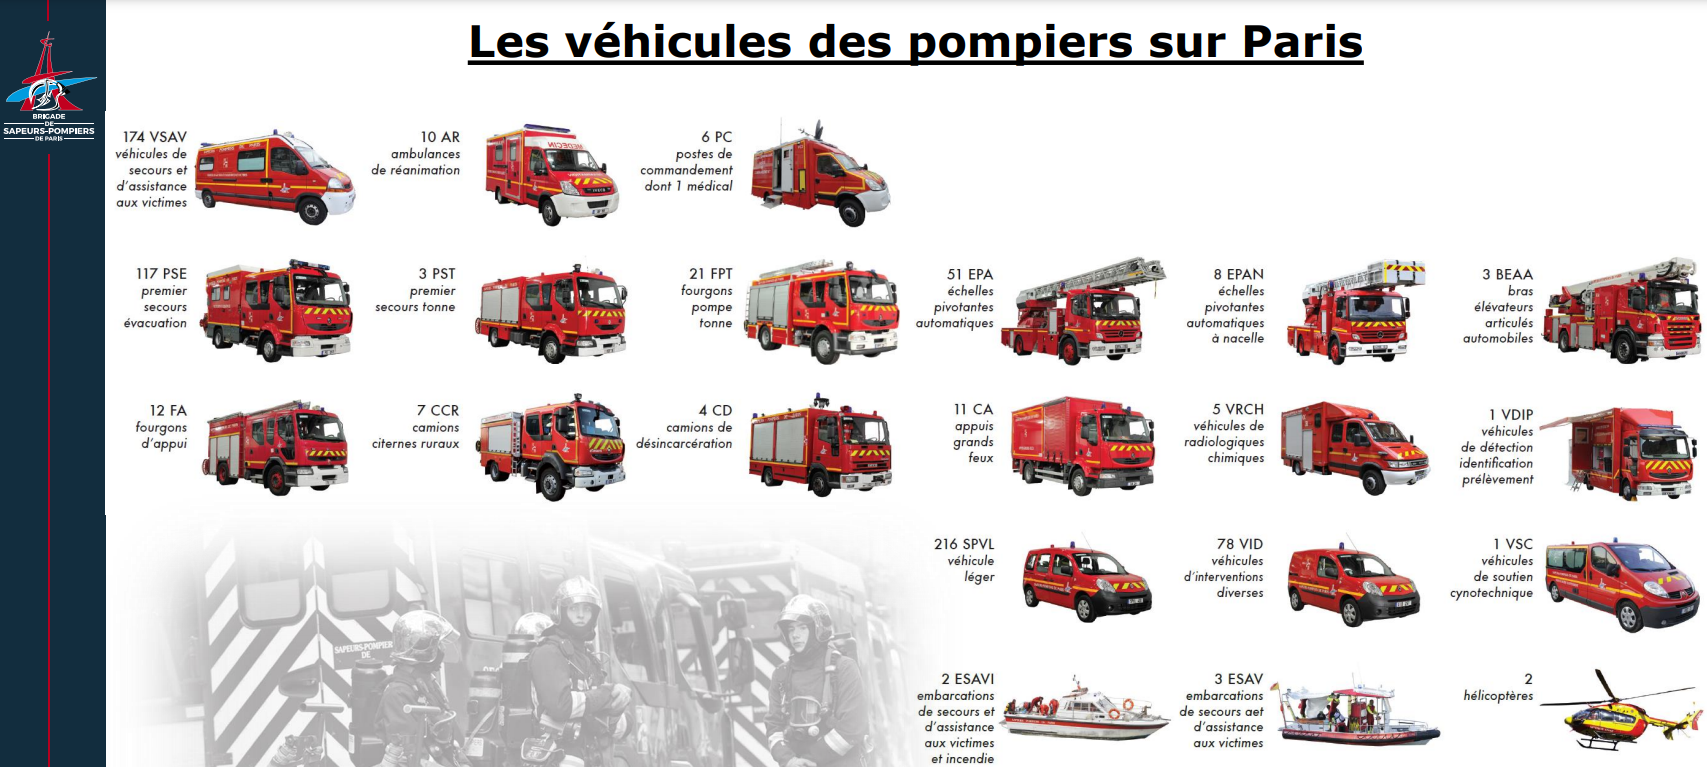 Les véhicules des pompiers sur Paris
BRIGADE
DE
SAPEURS-POMPIERS
DE PARIS
174 VSAV
véhicules de
secours et
d'assistance
aux victimes
10 AR
ambulances
de réanimation
MEDECIN
6 PC
postes de
commandement
dont 1 médical
117 PSE
premier
secours
évacuation
3 PST
premier
secours tonne
21 FPT
fourgons
pompe
tonne
51 EPA
échelles
pivotantes
automatiques
8 EPAN
échelles
pivotantes
automatiques
à nacelle
3 BEAA
bras
élévateurs
articulés
automobiles
12 FA
fourgons
d'appui
7 CCR
camions
citernes ruraux
4 CD
camions de
désincarcération
11 CA
appuis
grands
feux
5 VRCH
véhicules de
radiologiques
chimiques
1 VDIP
véhicules
de détection
identification
prélèvement
216 SPVL
véhicule
léger
78 VID
véhicules
d'interventions
diverses
1 VSC
véhicules
de soutien
cynotechnique
SAPEURS-POMPIER
DE
2 ESAVI
embarcations
de secours et
d'assistance
aux victimes
et incendie
3 ESAV
embarcations
de secours aet
d'assistance
aux victimes
2
hélicoptères